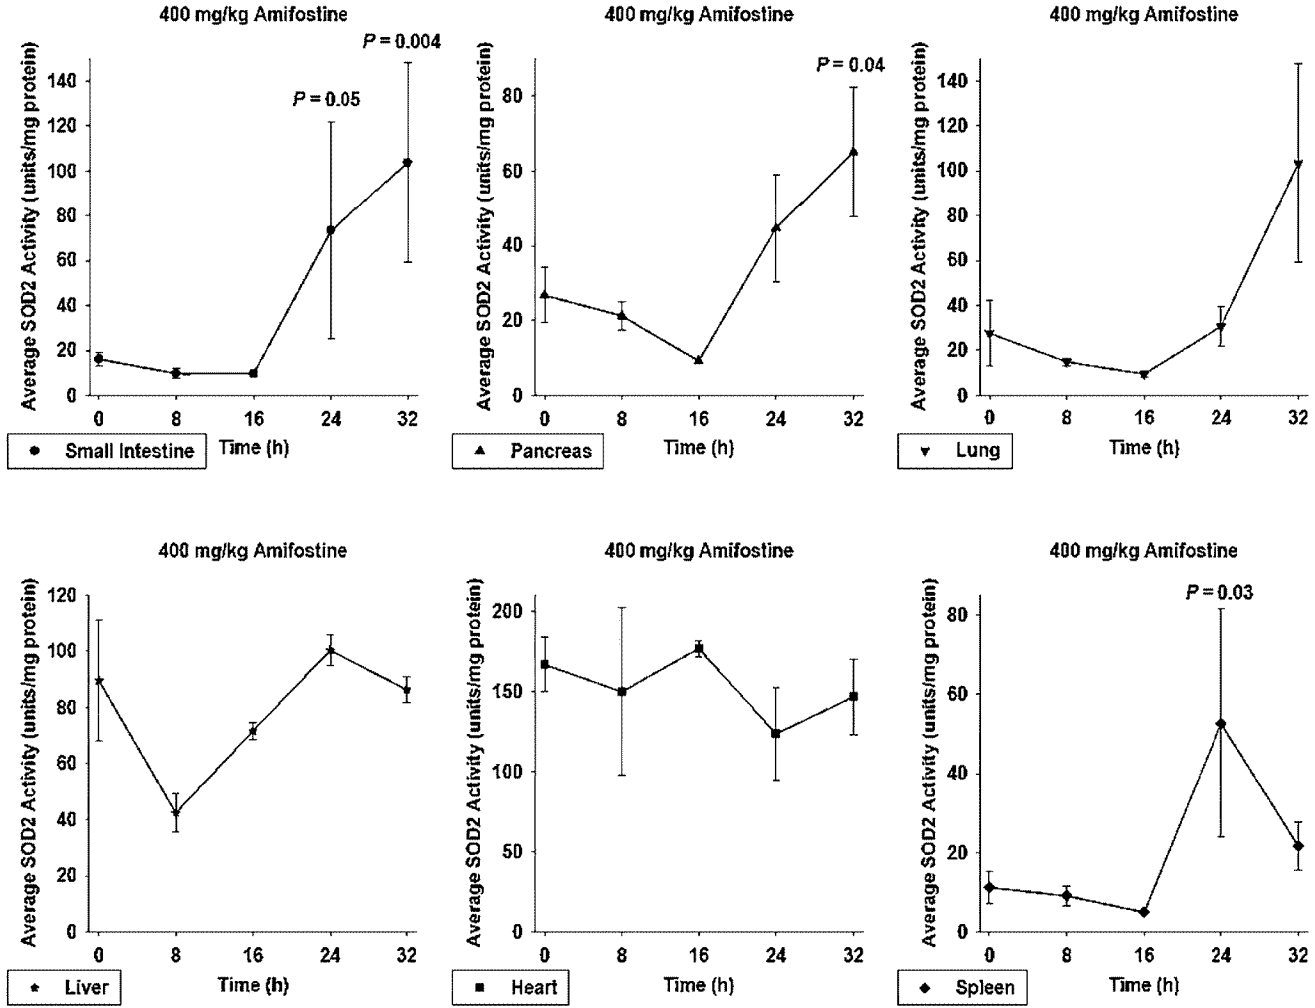 400 mg/kg Amifostine
P = 0.004
P = 0.05
Average SOD2 Activity (units/mg protein)
140
120
100
80
60
40
20
0
0 8 16 24 32
Time (h)
Small Intestine
400 mg/kg Amifostine
P = 0.04
Average SOD2 Activity (units/mg protein)
80
60
40
20
0
0 8 16 24 32
Time (h)
Pancreas
400 mg/kg Amifostine
Average SOD2 Activity (units/mg protein)
140
120
100
80
60
40
20
0
0 8 16 24 32
Time (h)
Lung
400 mg/kg Amifostine
Average SOD2 Activity (units/mg protein)
120
100
80
60
40
20
0
0 8 16 24 32
Time (h)
Liver
400 mg/kg Amifostine
Average SOD2 Activity (units/mg protein)
200
150
100
50
0
0 8 16 24 32
Time (h)
Heart
400 mg/kg Amifostine
P = 0.03
Average SOD2 Activity (units/mg protein)
80
60
40
20
0
0 8 16 24 32
Time (h)
Spleen